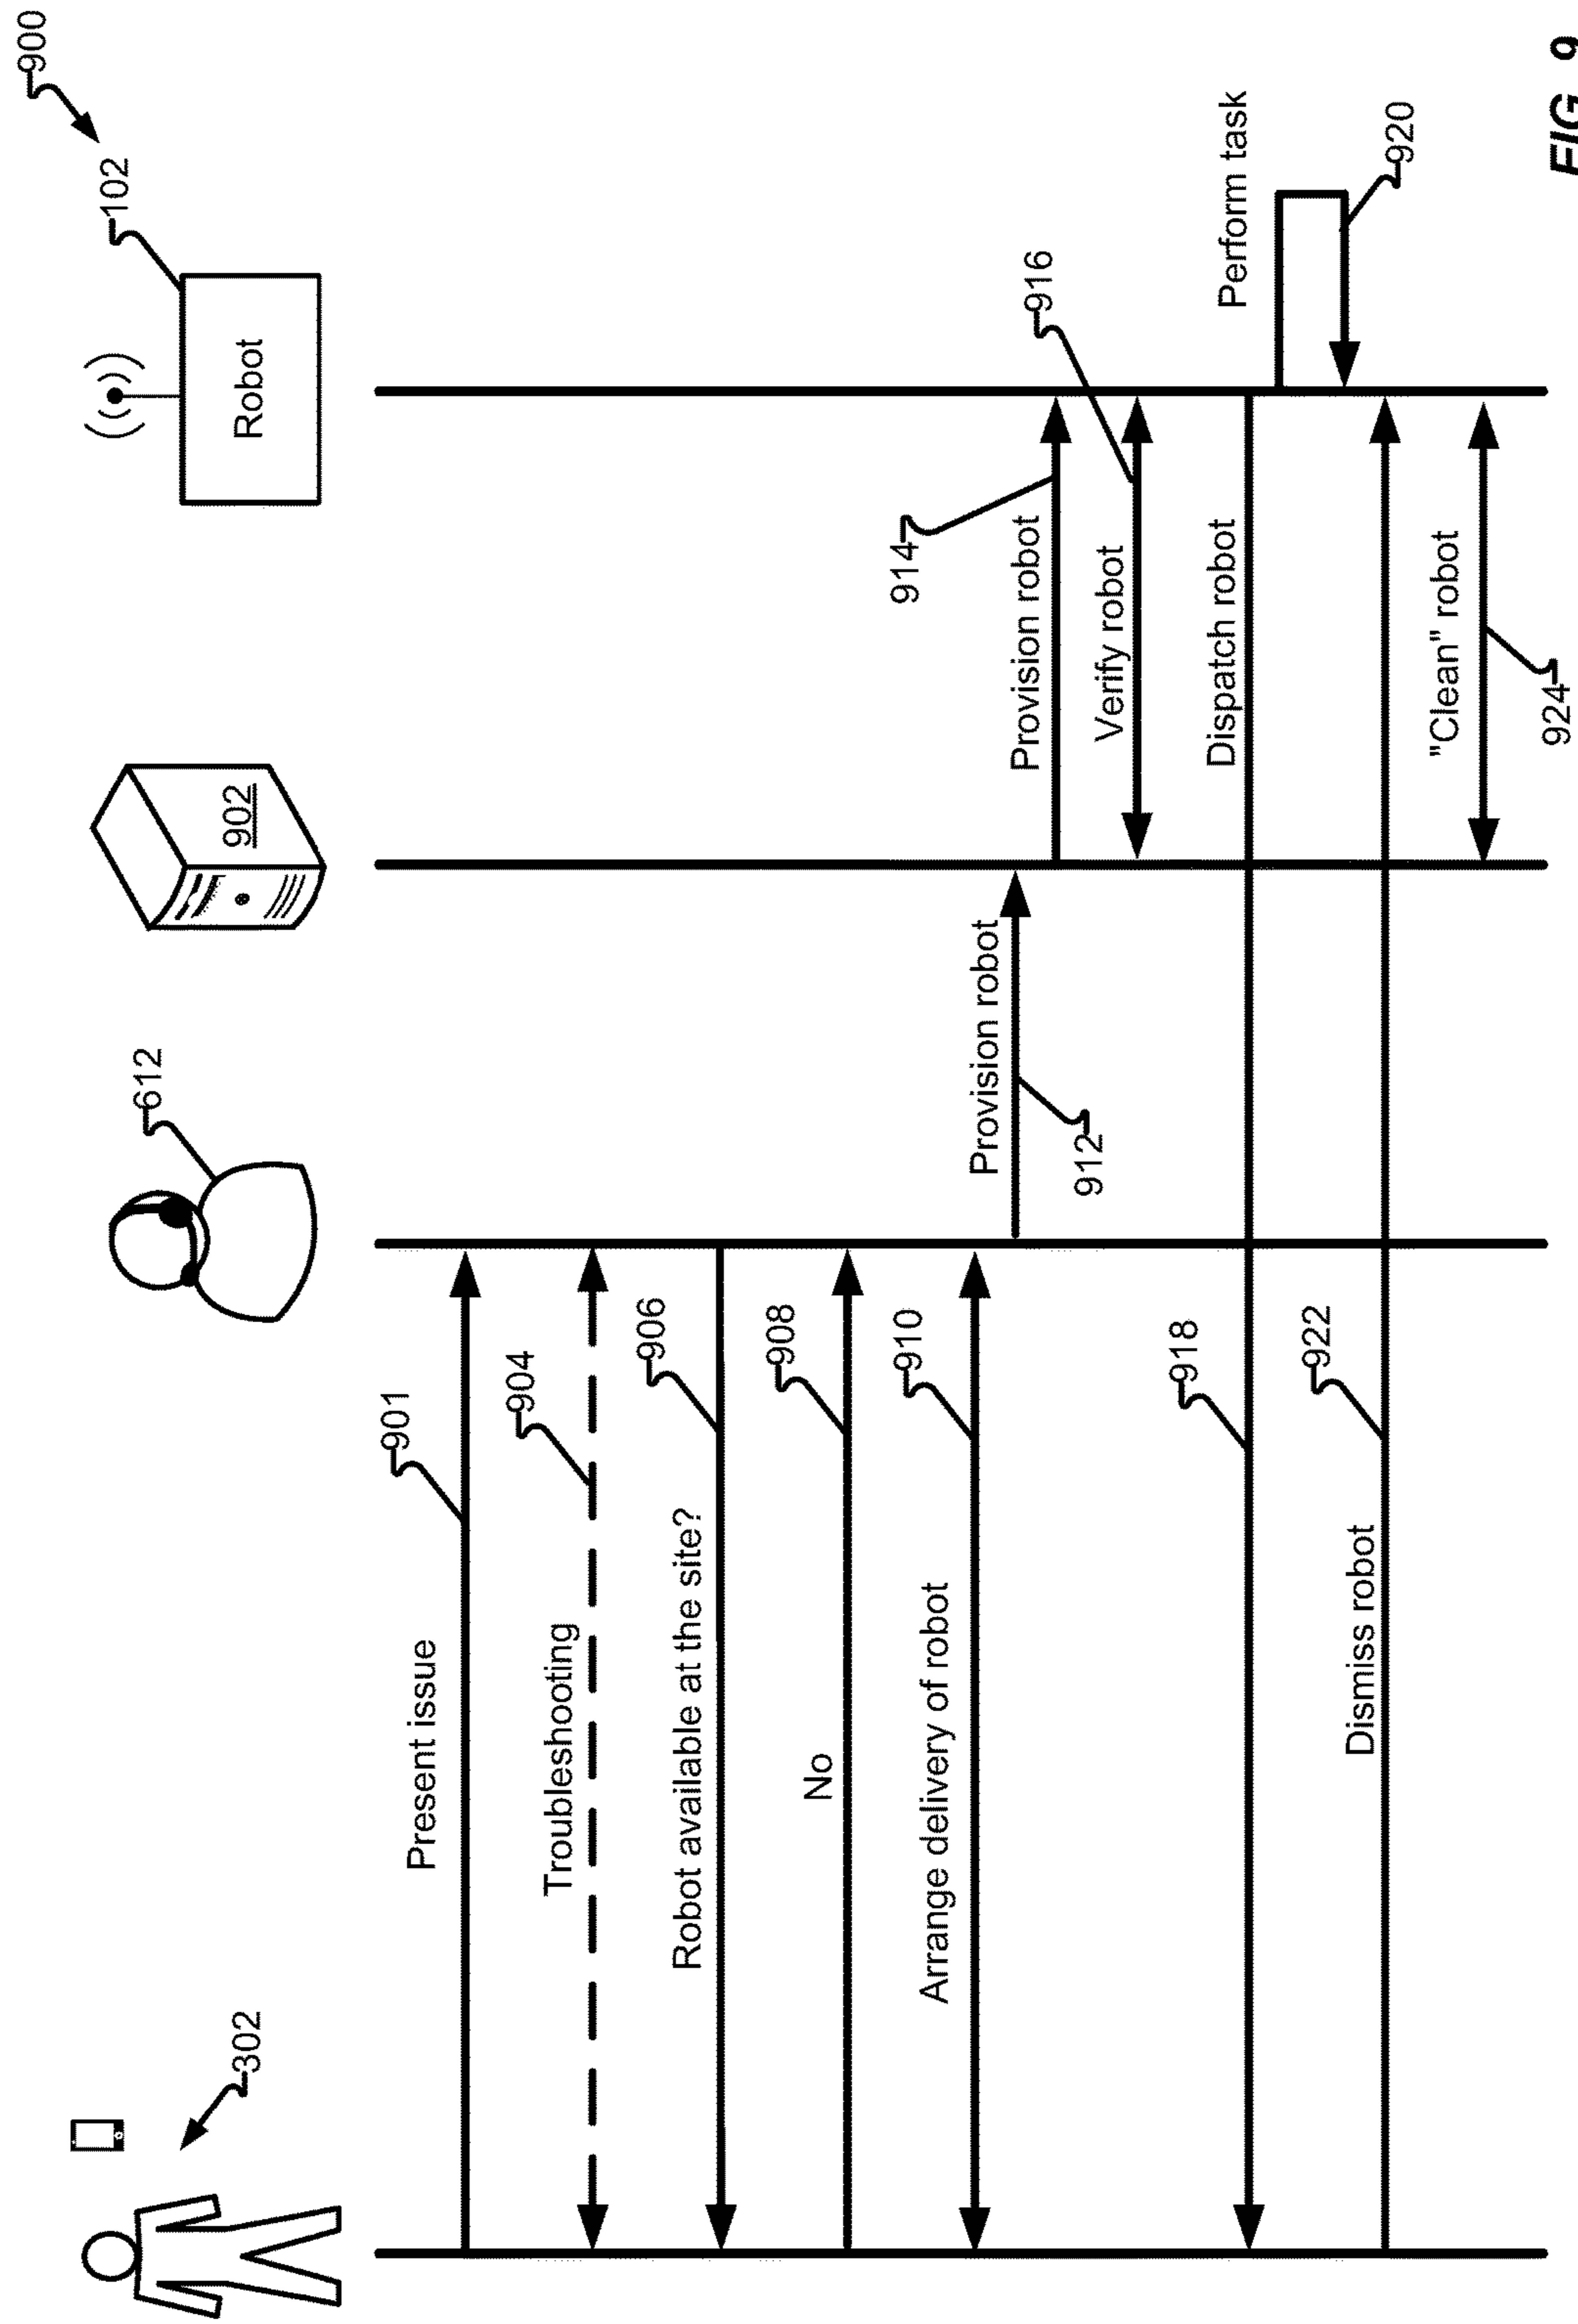 900
302
612
902
102
Robot
901
Present issue
904
Troubleshooting
906
Robot available at the site?
908
No
910
Arrange delivery of robot
Provision robot
912
914
Provision robot
916
Verify robot
918
Dispatch robot
Perform task
920
922
Dismiss robot
"Clean" robot
924
FIG. 9